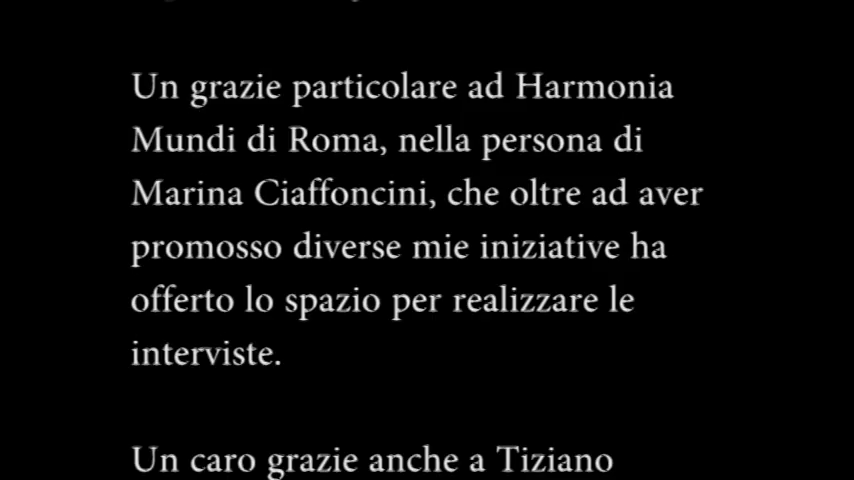 Un grazie particolare ad Harmonia
Mundi di Roma, nella persona di
Marina Ciaffoncini, che oltre ad aver
promosso diverse mie iniziative ha
offerto lo spazio per realizzare le
interviste.
Un caro grazie anche a Tiziano